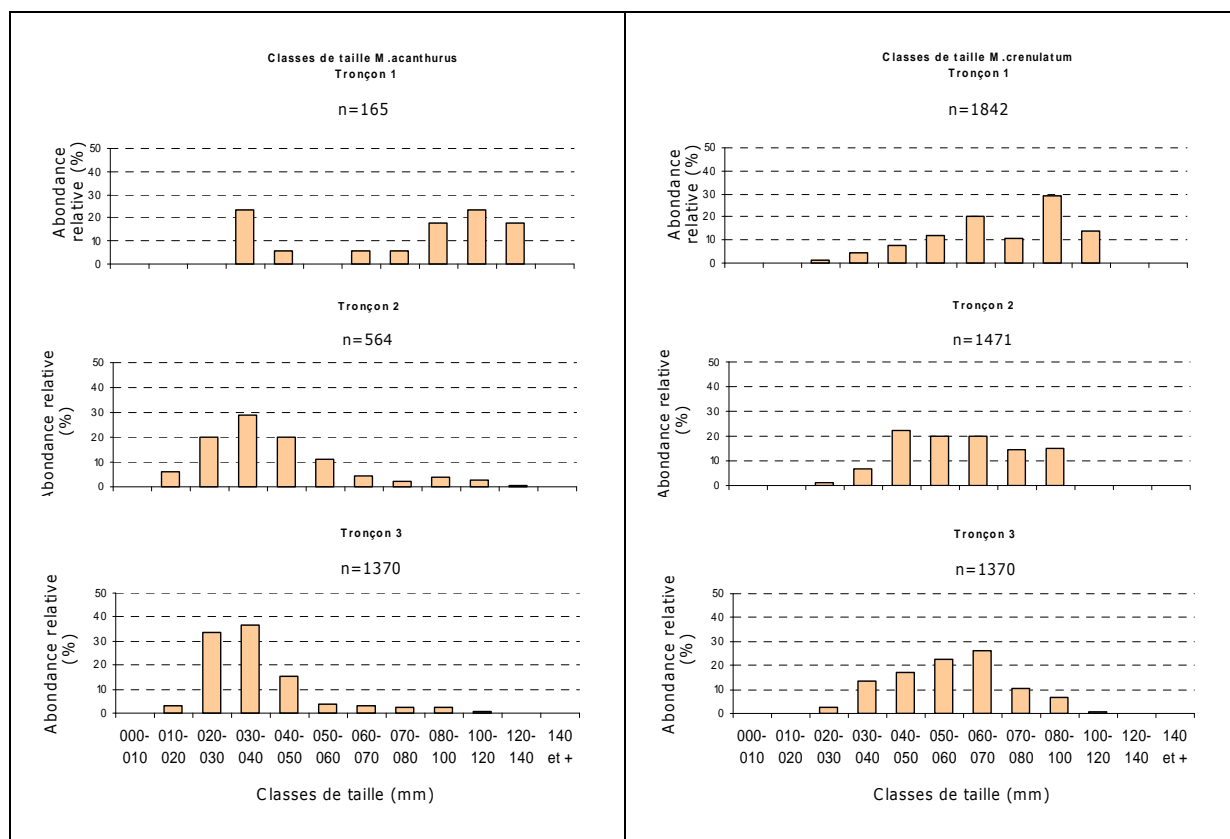 Classes de taille M.acanthurus
Tronçon 1
n=165
Abondance
relative (%)
50
40
30
20
10
0
Tronçon 2
n=564
Abondance relative
(%)
50
40
30
20
10
0
Tronçon 3
n=1370
Abondance relative
(%)
50
40
30
20
10
0
000- 010- 020- 030- 040- 050- 060- 070- 080- 100- 120- 140
010 020 030 040 050 060 070 080 100 120 140 et +
Classes de taille (mm)
Classes de taille M.crenulatum
Tronçon 1
n=1842
Abondance
relative (%)
50
40
30
20
10
0
Tronçon 2
n=1471
Abondance relative
(%)
50
40
30
20
10
0
Tronçon 3
n=1370
Abondance relative
(%)
50
40
30
20
10
0
000- 010- 020- 030- 040- 050- 060- 070- 080- 100- 120- 140
010 020 030 040 050 060 070 080 100 120 140 et +
Classes de taille (mm)